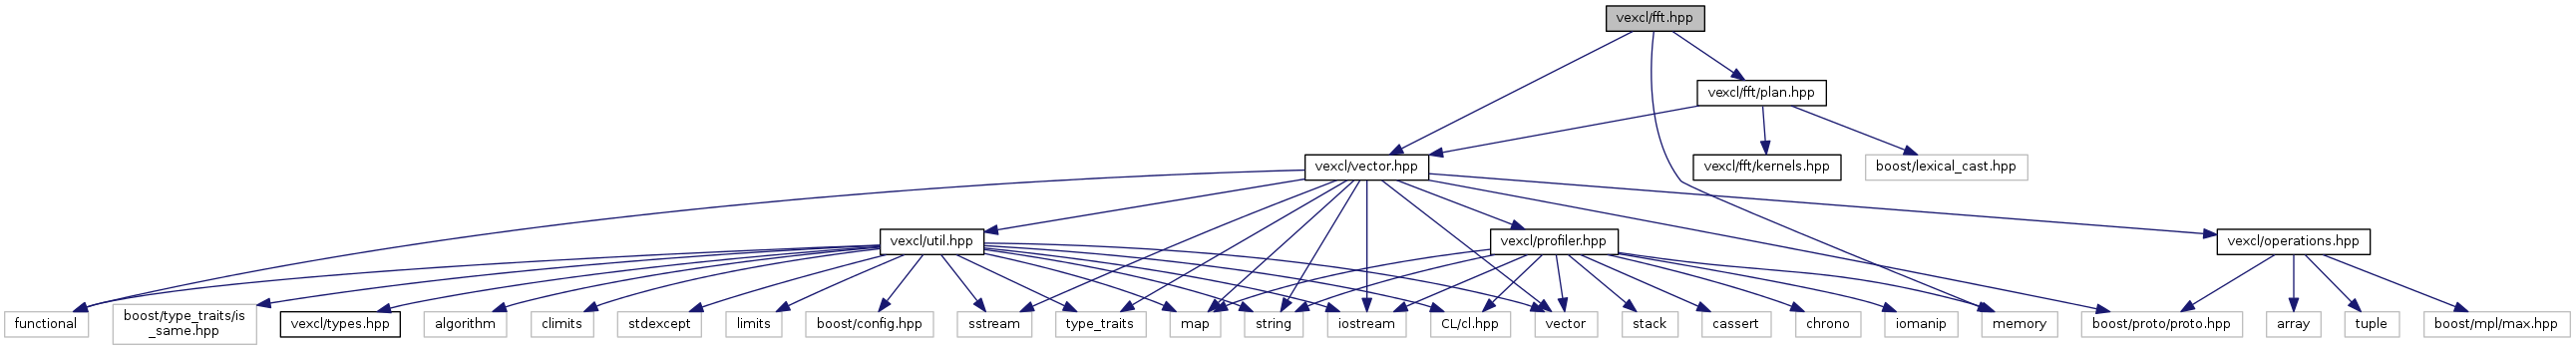 vexcl/fft.hpp
vexcl/fft/plan.hpp
vexcl/vector.hpp
vexcl/fft/kernels.hpp
boost/lexical_cast.hpp
vexcl/util.hpp
vexcl/profiler.hpp
vexcl/operations.hpp
functional
boost/type_traits/is
_same.hpp
vexcl/types.hpp
algorithm
climits
stdexcept
limits
boost/config.hpp
sstream
type_traits
map
string
iostream
CL/cl.hpp
vector
stack
cassert
chrono
iomanip
memory
boost/proto/proto.hpp
array
tuple
boost/mpl/max.hpp